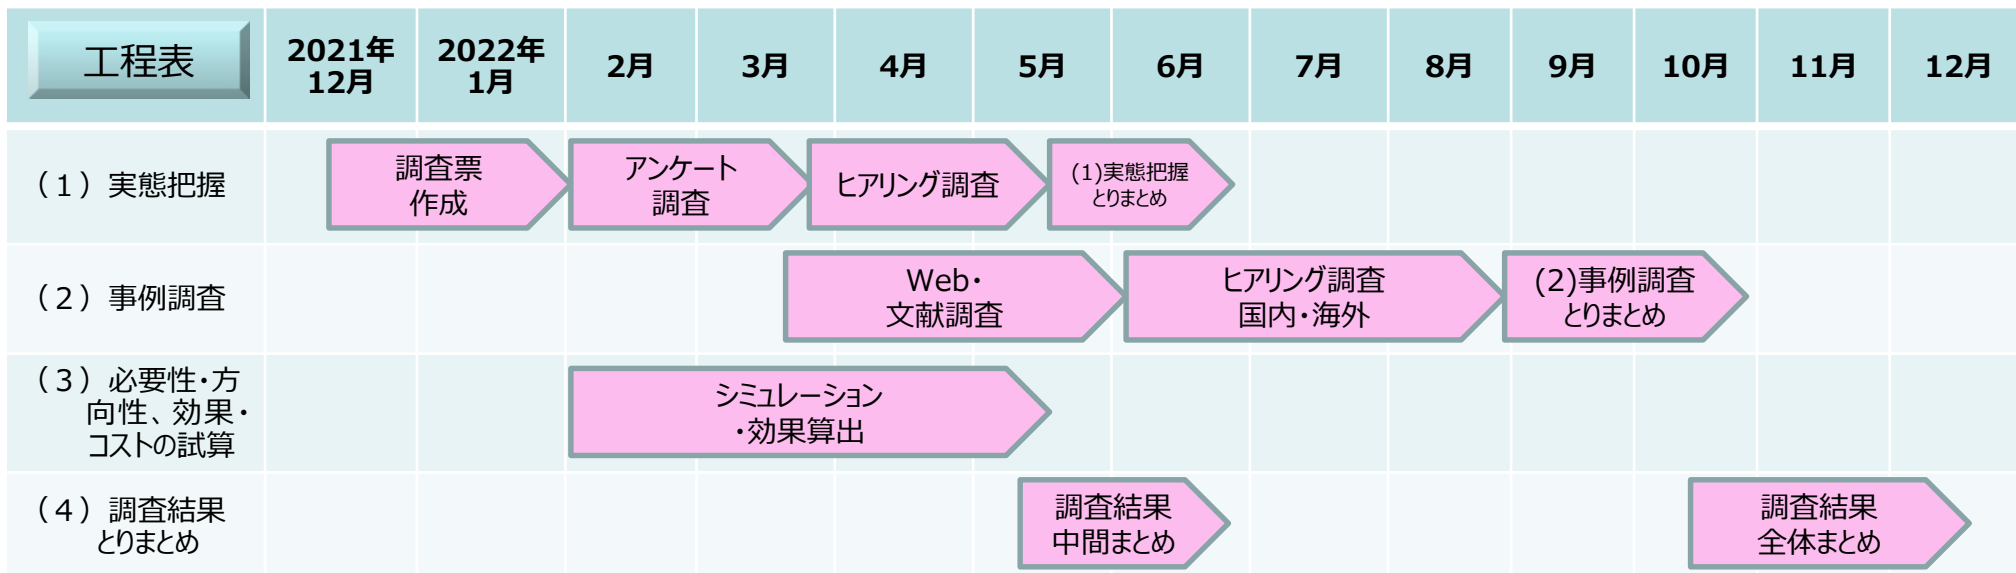 工程表
2021年
12月
2022年
1月
2月
3月
4月
5月
6月
7月
8月
9月
10月
11月
12月
（１）実態把握
調査票
作成
アンケート
調査
ヒアリング調査
(1)実態把握
とりまとめ
（２）事例調査
Web・
文献調査
ヒアリング調査
国内・海外
(2)事例調査
とりまとめ
（３）必要性・方
向性、効果・
コストの試算
シミュレーション
・効果算出
（４）調査結果
とりまとめ
調査結果
中間まとめ
調査結果
全体まとめ